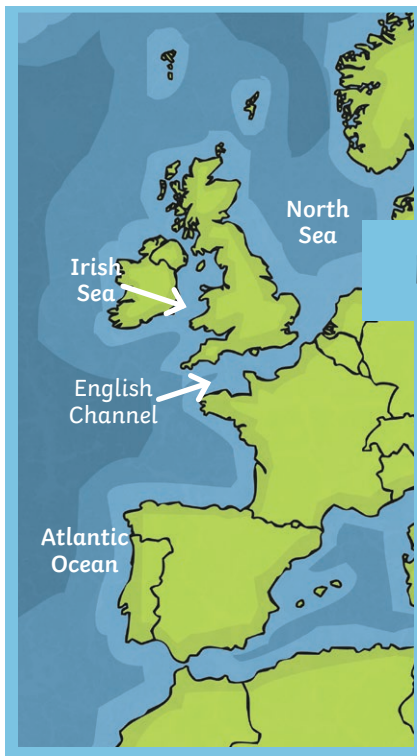 North
Sea
Irish
Sea
English
Channel
Atlantic
Ocean